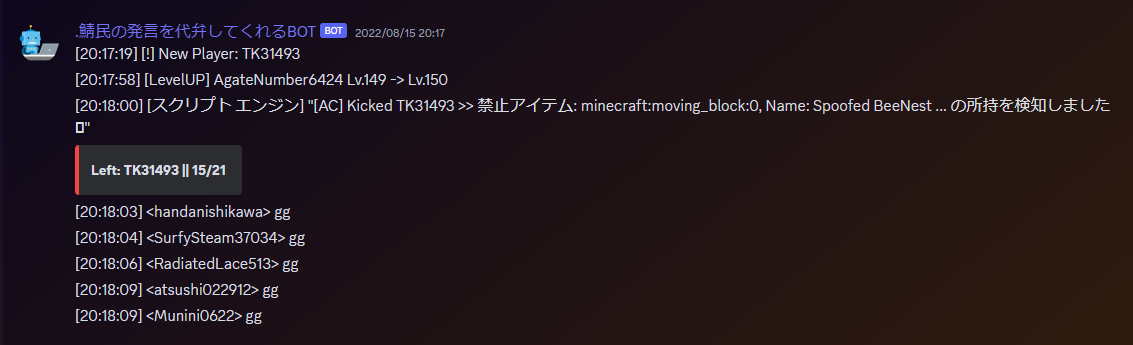 .鯖民の発言を代弁してくれるBOT BOT 2022/08/15 20:17
[20:17:19] [!] New Player: TK31493
[20:17:58] [LevelUP] AgateNumber6424 Lv.149 -> Lv.150
[20:18:00] [スクリプト エンジン] "[AC] Kicked TK31493 >> 禁止アイテム: minecraft:moving_block:0, Name: Spoofed BeeNest ... の所持を検知しました
"
Left: TK31493 || 15/21
[20:18:03] <handanishikawa> gg
[20:18:04] <SurfySteam37034> gg
[20:18:06] <RadiatedLace513> gg
[20:18:09] <atsushi022912> gg
[20:18:09] <Munini0622> gg